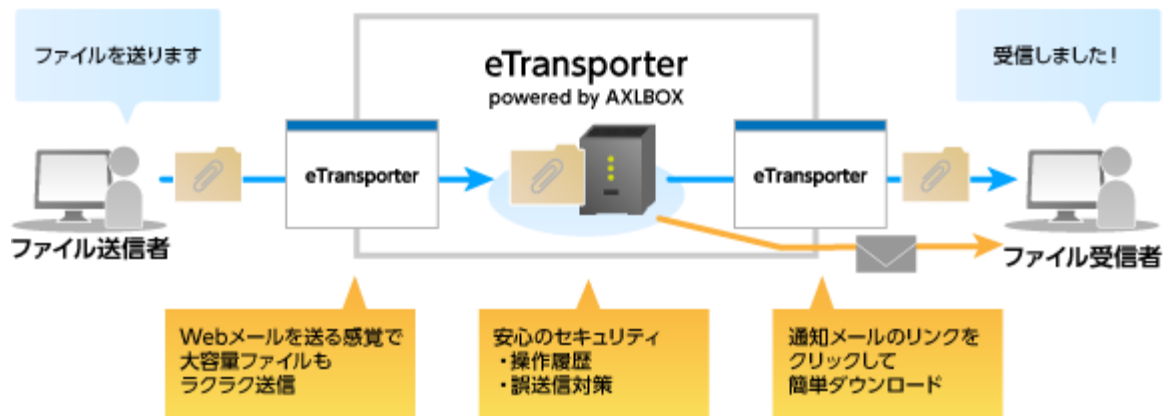 ファイルを送ります
eTransporter
powered by AXLBOX
受信しました！
eTransporter
eTransporter
ファイル送信者
ファイル受信者
Webメールを送る感覚で
大容量ファイルも
ラクラク送信
安心のセキュリティ
・操作履歴
・誤送信対策
通知メールのリンクを
クリックして
簡単ダウンロード